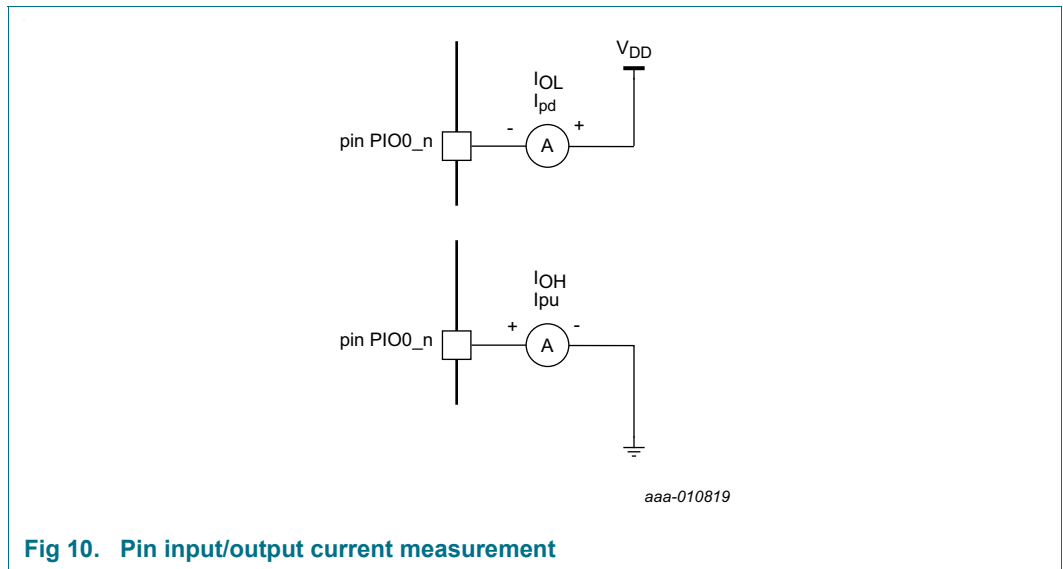 VDD
IOL
Ipd
- +
pin PIO0_n
A
IOH
Ipu
+ -
pin PIO0_n
A
aaa-010819
Fig 10. Pin input/output current measurement